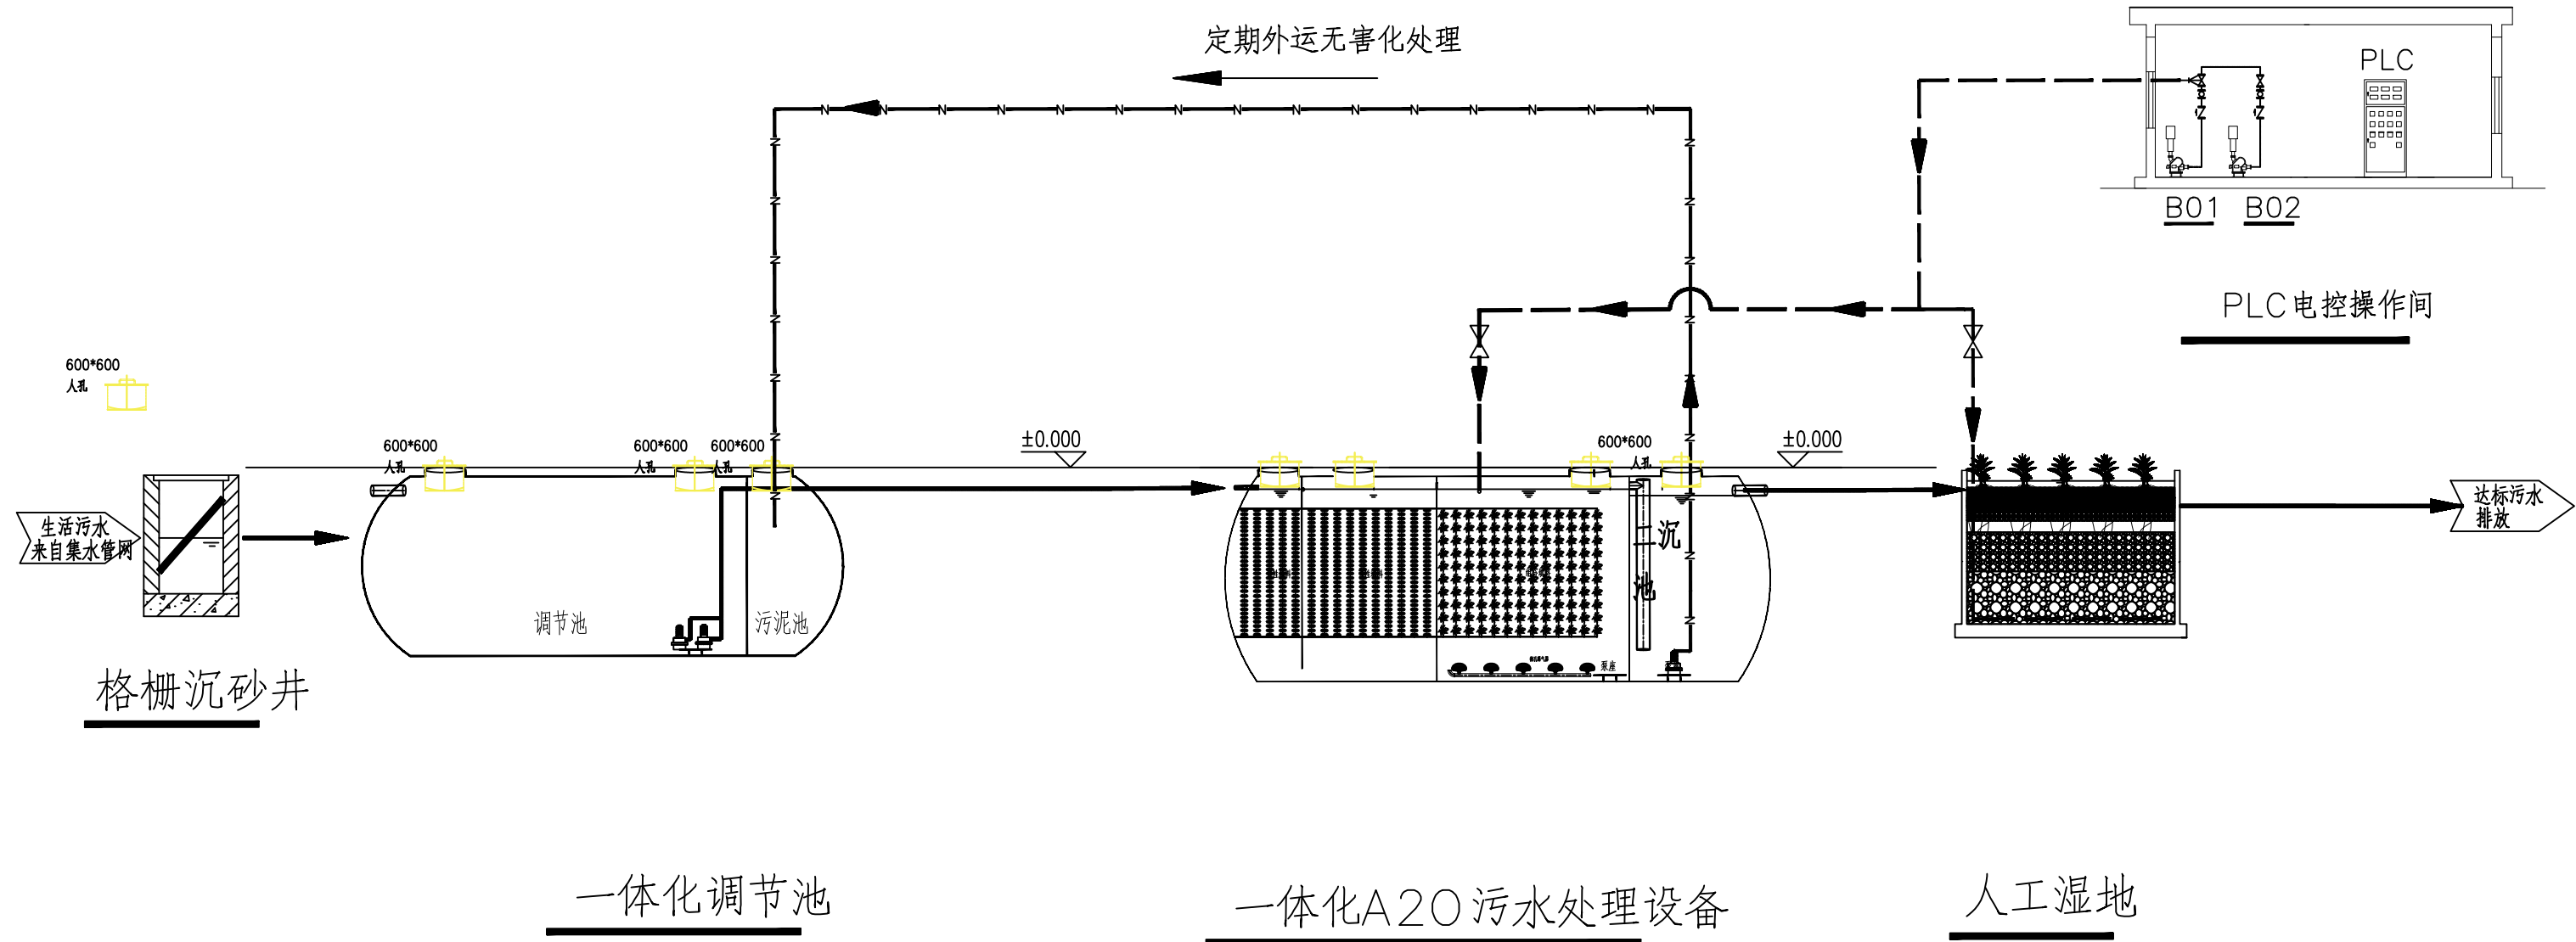 定期外运无害化处理
PLC
B01 B02
PLC电控操作间
600*600
人孔
600*600
人孔
600*600
人孔
600*600
人孔
±0.000
600*600
人孔
±0.000
生活污水
来自集水管网
达标污水
排放
调节池
污泥池
二沉
池
泵座
格栅沉砂井
一体化调节池
一体化A2O污水处理设备
人工湿地